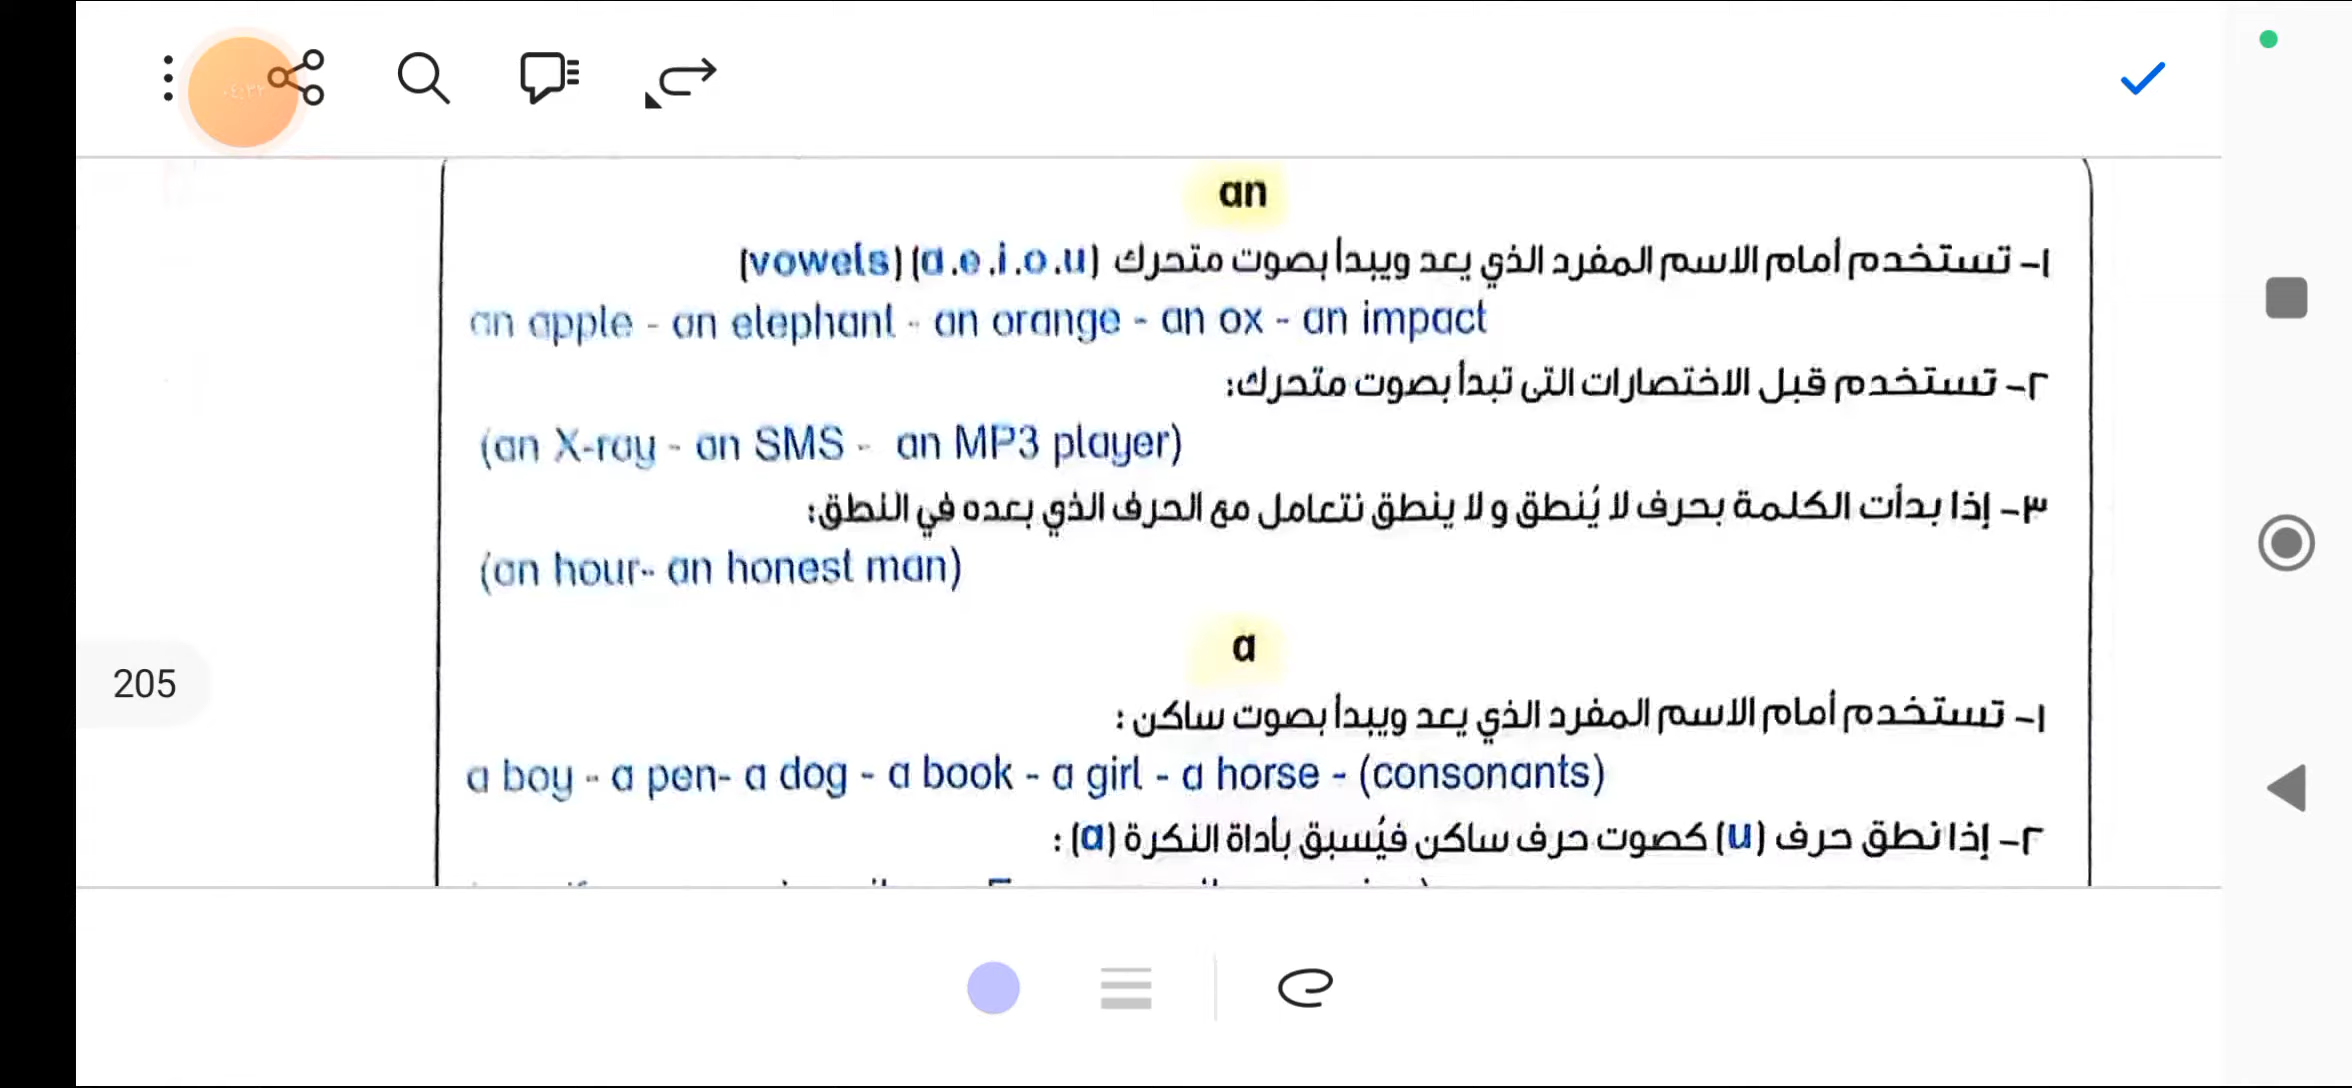 ٠٤:٣٢
an
١- تستخدم أمام الاسم المفرد الذي يعد ويبدأ بصوت متحرك (a.e.i.o.u) (vowels)
an apple - an elephant - an orange - an ox - an impact
٢- تستخدم قبل الاختصارات التى تبدأ بصوت متحرك:
(an X-ray - an SMS - an MP3 player)
٣- إذا بدأت الكلمة بحرف لا يُنطق و لا ينطق نتعامل مع الحرف الذي بعده في النطق:
(an hour- an honest man)
a
205
١- تستخدم أمام الاسم المفرد الذي يعد ويبدأ بصوت ساكن :
a boy - a pen- a dog - a book - a girl - a horse - (consonants)
٢- إذا نطق حرف (u) كصوت حرف ساكن فيُسبق بأداة النكرة (a) :